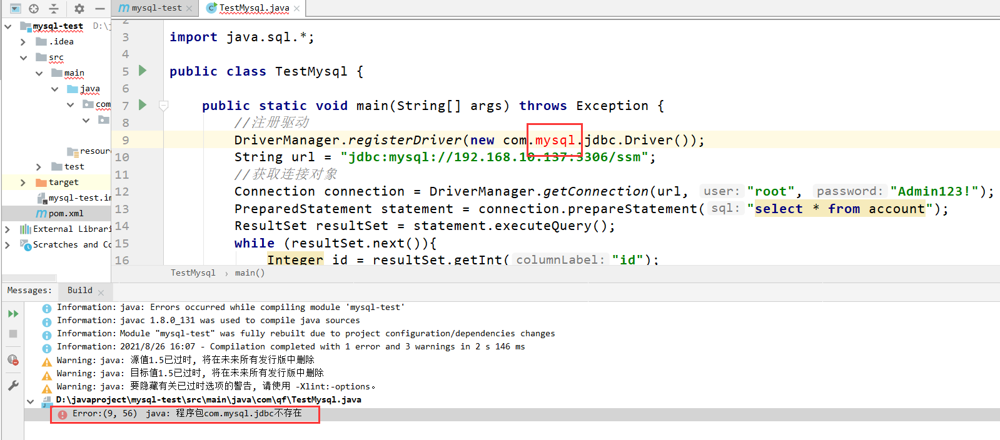 mysql-test
TestMysql.java
mysql-test D:\j
.idea
src
main
java
com
resour
test
target
mysql-test.im
pom.xml
External Librari
Scratches and Co
2
3 import java.sql.*;
4
5 public class TestMysql {
6
7 public static void main(String[] args) throws Exception {
8 //注册驱动
9 DriverManager.registerDriver(new com.mysql.jdbc.Driver());
10 String url = "jdbc:mysql://192.168.10.137:3306/ssm";
11 //获取连接对象
12 Connection connection = DriverManager.getConnection(url, user: "root", password: "Admin123!");
13 PreparedStatement statement = connection.prepareStatement( sql: "select * from account");
14 ResultSet resultSet = statement.executeQuery();
15 while (resultSet.next()){
16 Integer id = resultSet.getInt( columnLabel: "id");
TestMysql › main()
Messages: Build
Information: java: Errors occurred while compiling module 'mysql-test'
Information: javac 1.8.0_131 was used to compile java sources
Information: Module "mysql-test" was fully rebuilt due to project configuration/dependencies changes
Information: 2021/8/26 16:07 - Compilation completed with 1 error and 3 warnings in 2 s 146 ms
Warning: java: 源值1.5已过时, 将在未来所有发行版中删除
Warning: java: 目标值1.5已过时, 将在未来所有发行版中删除
Warning: java: 要隐藏有关已过时选项的警告, 请使用 -Xlint:-options。
D:\javaproject\mysql-test\src\main\java\com\qf\TestMysql.java
Error:(9, 56) java: 程序包com.mysql.jdbc不存在